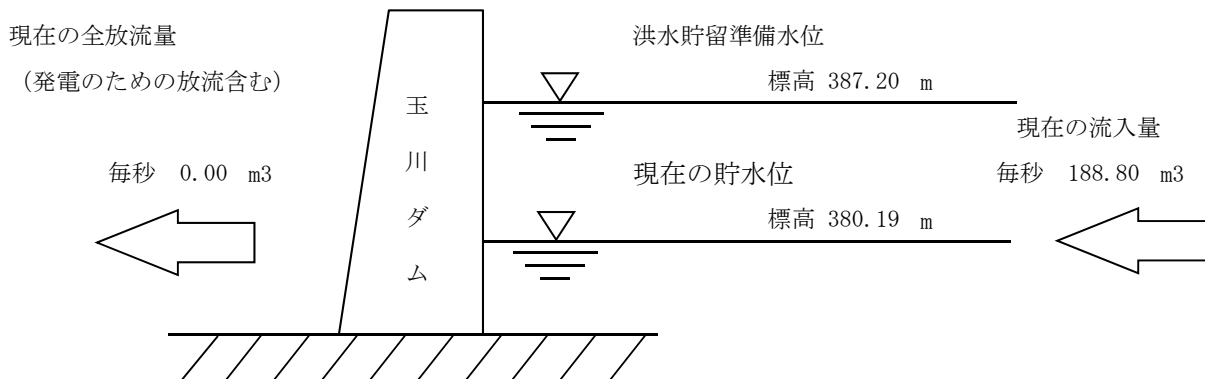 現在の全放流量
（発電のための放流含む）
毎秒 0.00 m3
玉川ダム
洪水貯留準備水位
標高 387.20 m
現在の貯水位
標高 380.19 m
現在の流入量
毎秒 188.80 m3